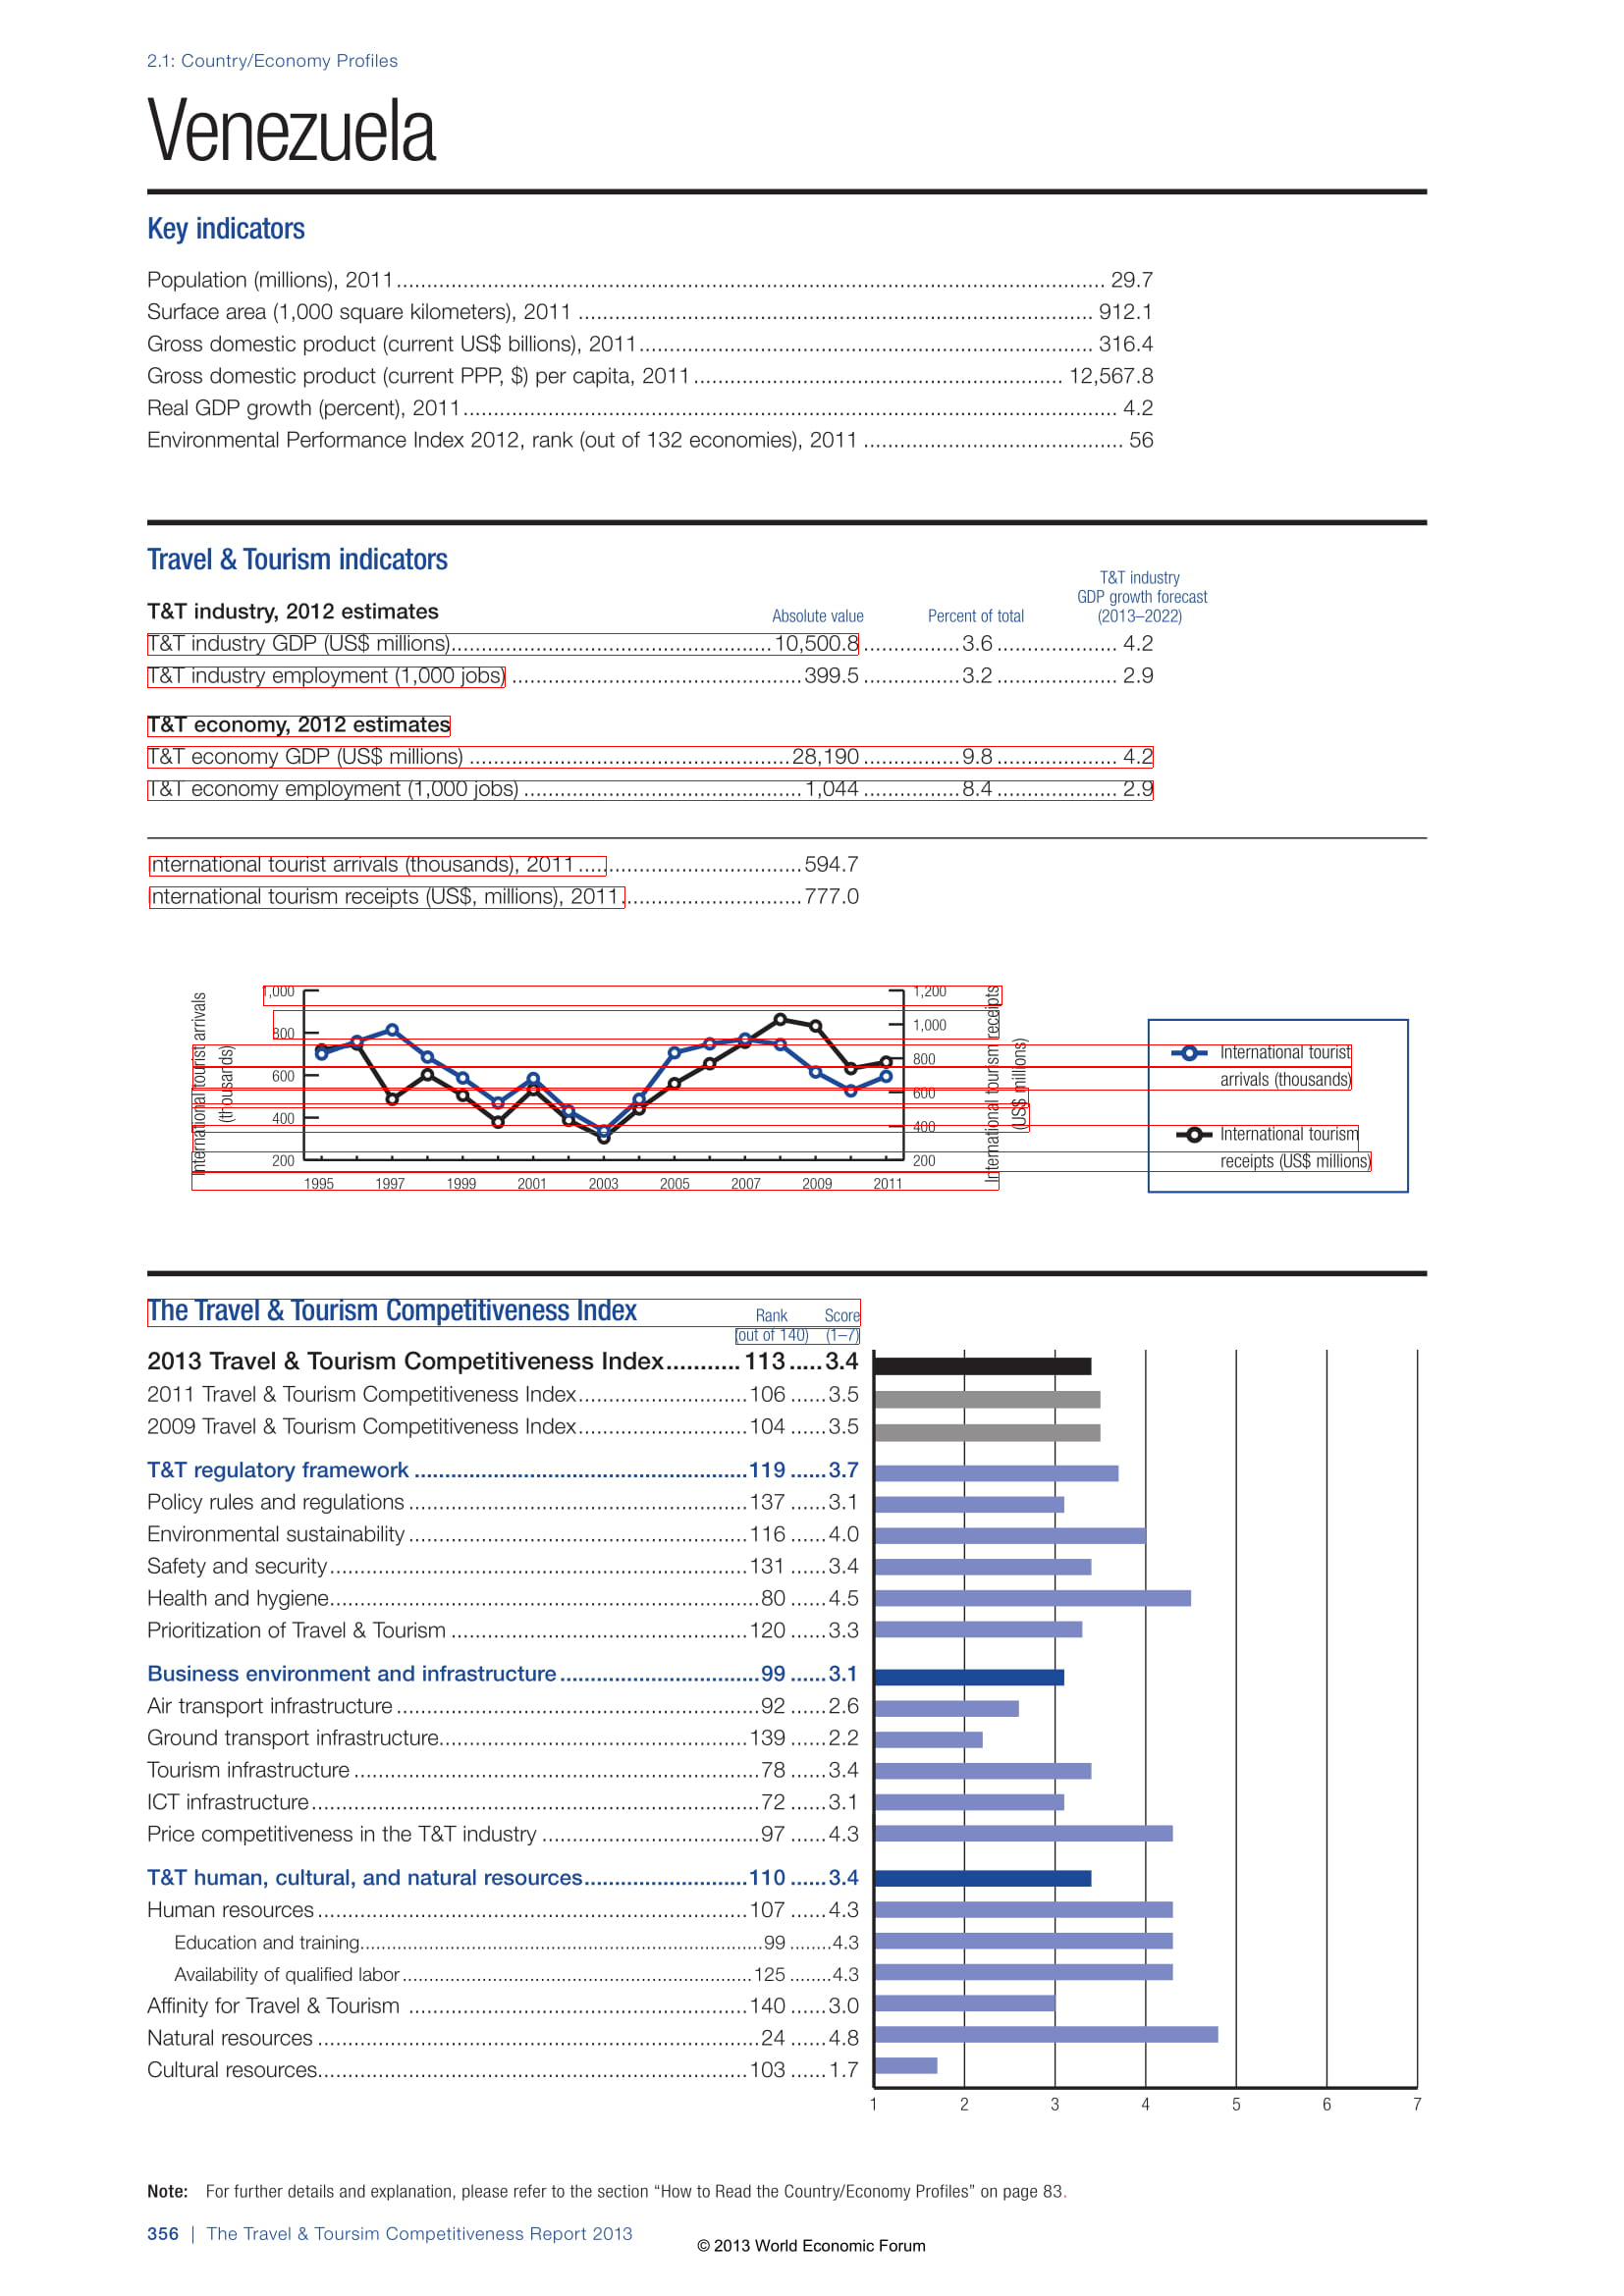 2.1: Country/Economy Profiles
Venezuela
Key indicators
Population (millions), 2011 29.7
Surface area (1,000 square kilometers), 2011 912.1
Gross domestic product (current US$ billions), 2011 316.4
Gross domestic product (current PPP, $) per capita, 2011 12,567.8
Real GDP growth (percent), 2011 4.2
Environmental Performance Index 2012, rank (out of 132 economies), 2011 56
Travel & Tourism indicators
T&T industry
GDP growth forecast
T&T industry, 2012 estimates Absolute value Percent of total (2013–2022)
T&T industry GDP (US$ millions) 10,500.8 3.6 4.2
T&T industry employment (1,000 jobs) 399.5 3.2 2.9
T&T economy, 2012 estimates
T&T economy GDP (US$ millions) 28,190 9.8 4.2
T&T economy employment (1,000 jobs) 1,044 8.4 2.9
International tourist arrivals (thousands), 2011 594.7
International tourism receipts (US$, millions), 2011 777.0
International tourist arrivals
(thousands)
1,000
800
600
400
200
1995 1997 1999 2001 2003 2005 2007 2009 2011
1,200
1,000
800
600
400
200
International tourism receipts
(US$ millions)
International tourist
arrivals (thousands)
International tourism
receipts (US$ millions)
The Travel & Tourism Competitiveness Index Rank Score
(out of 140) (1–7)
2013 Travel & Tourism Competitiveness Index 113 3.4
2011 Travel & Tourism Competitiveness Index 106 3.5
2009 Travel & Tourism Competitiveness Index 104 3.5
T&T regulatory framework 119 3.7
Policy rules and regulations 137 3.1
Environmental sustainability 116 4.0
Safety and security 131 3.4
Health and hygiene 80 4.5
Prioritization of Travel & Tourism 120 3.3
Business environment and infrastructure 99 3.1
Air transport infrastructure 92 2.6
Ground transport infrastructure 139 2.2
Tourism infrastructure 78 3.4
ICT infrastructure 72 3.1
Price competitiveness in the T&T industry 97 4.3
T&T human, cultural, and natural resources 110 3.4
Human resources 107 4.3
Education and training 99 4.3
Availability of qualified labor 125 4.3
Affinity for Travel & Tourism 140 3.0
Natural resources 24 4.8
Cultural resources 103 1.7
1 2 3 4 5 6 7
Note: For further details and explanation, please refer to the section “How to Read the Country/Economy Profiles” on page 83.
356 | The Travel & Toursim Competitiveness Report 2013
© 2013 World Economic Forum